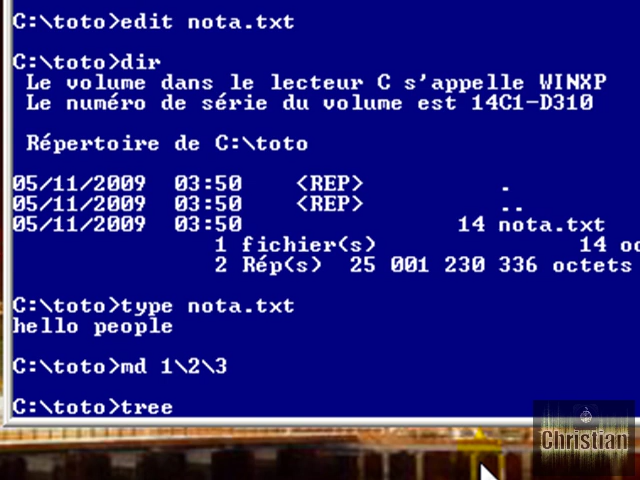 C:\toto>edit nota.txt
C:\toto>dir
Le volume dans le lecteur C s'appelle WINXP
Le numéro de série du volume est 14C1-D310
Répertoire de C:\toto
05/11/2009 03:50 <REP> .
05/11/2009 03:50 <REP> ..
05/11/2009 03:50 14 nota.txt
1 fichier(s) 14 oc
2 Rép(s) 25 001 230 336 octets
C:\toto>type nota.txt
hello people
C:\toto>md 1\2\3
C:\toto>tree
Christian